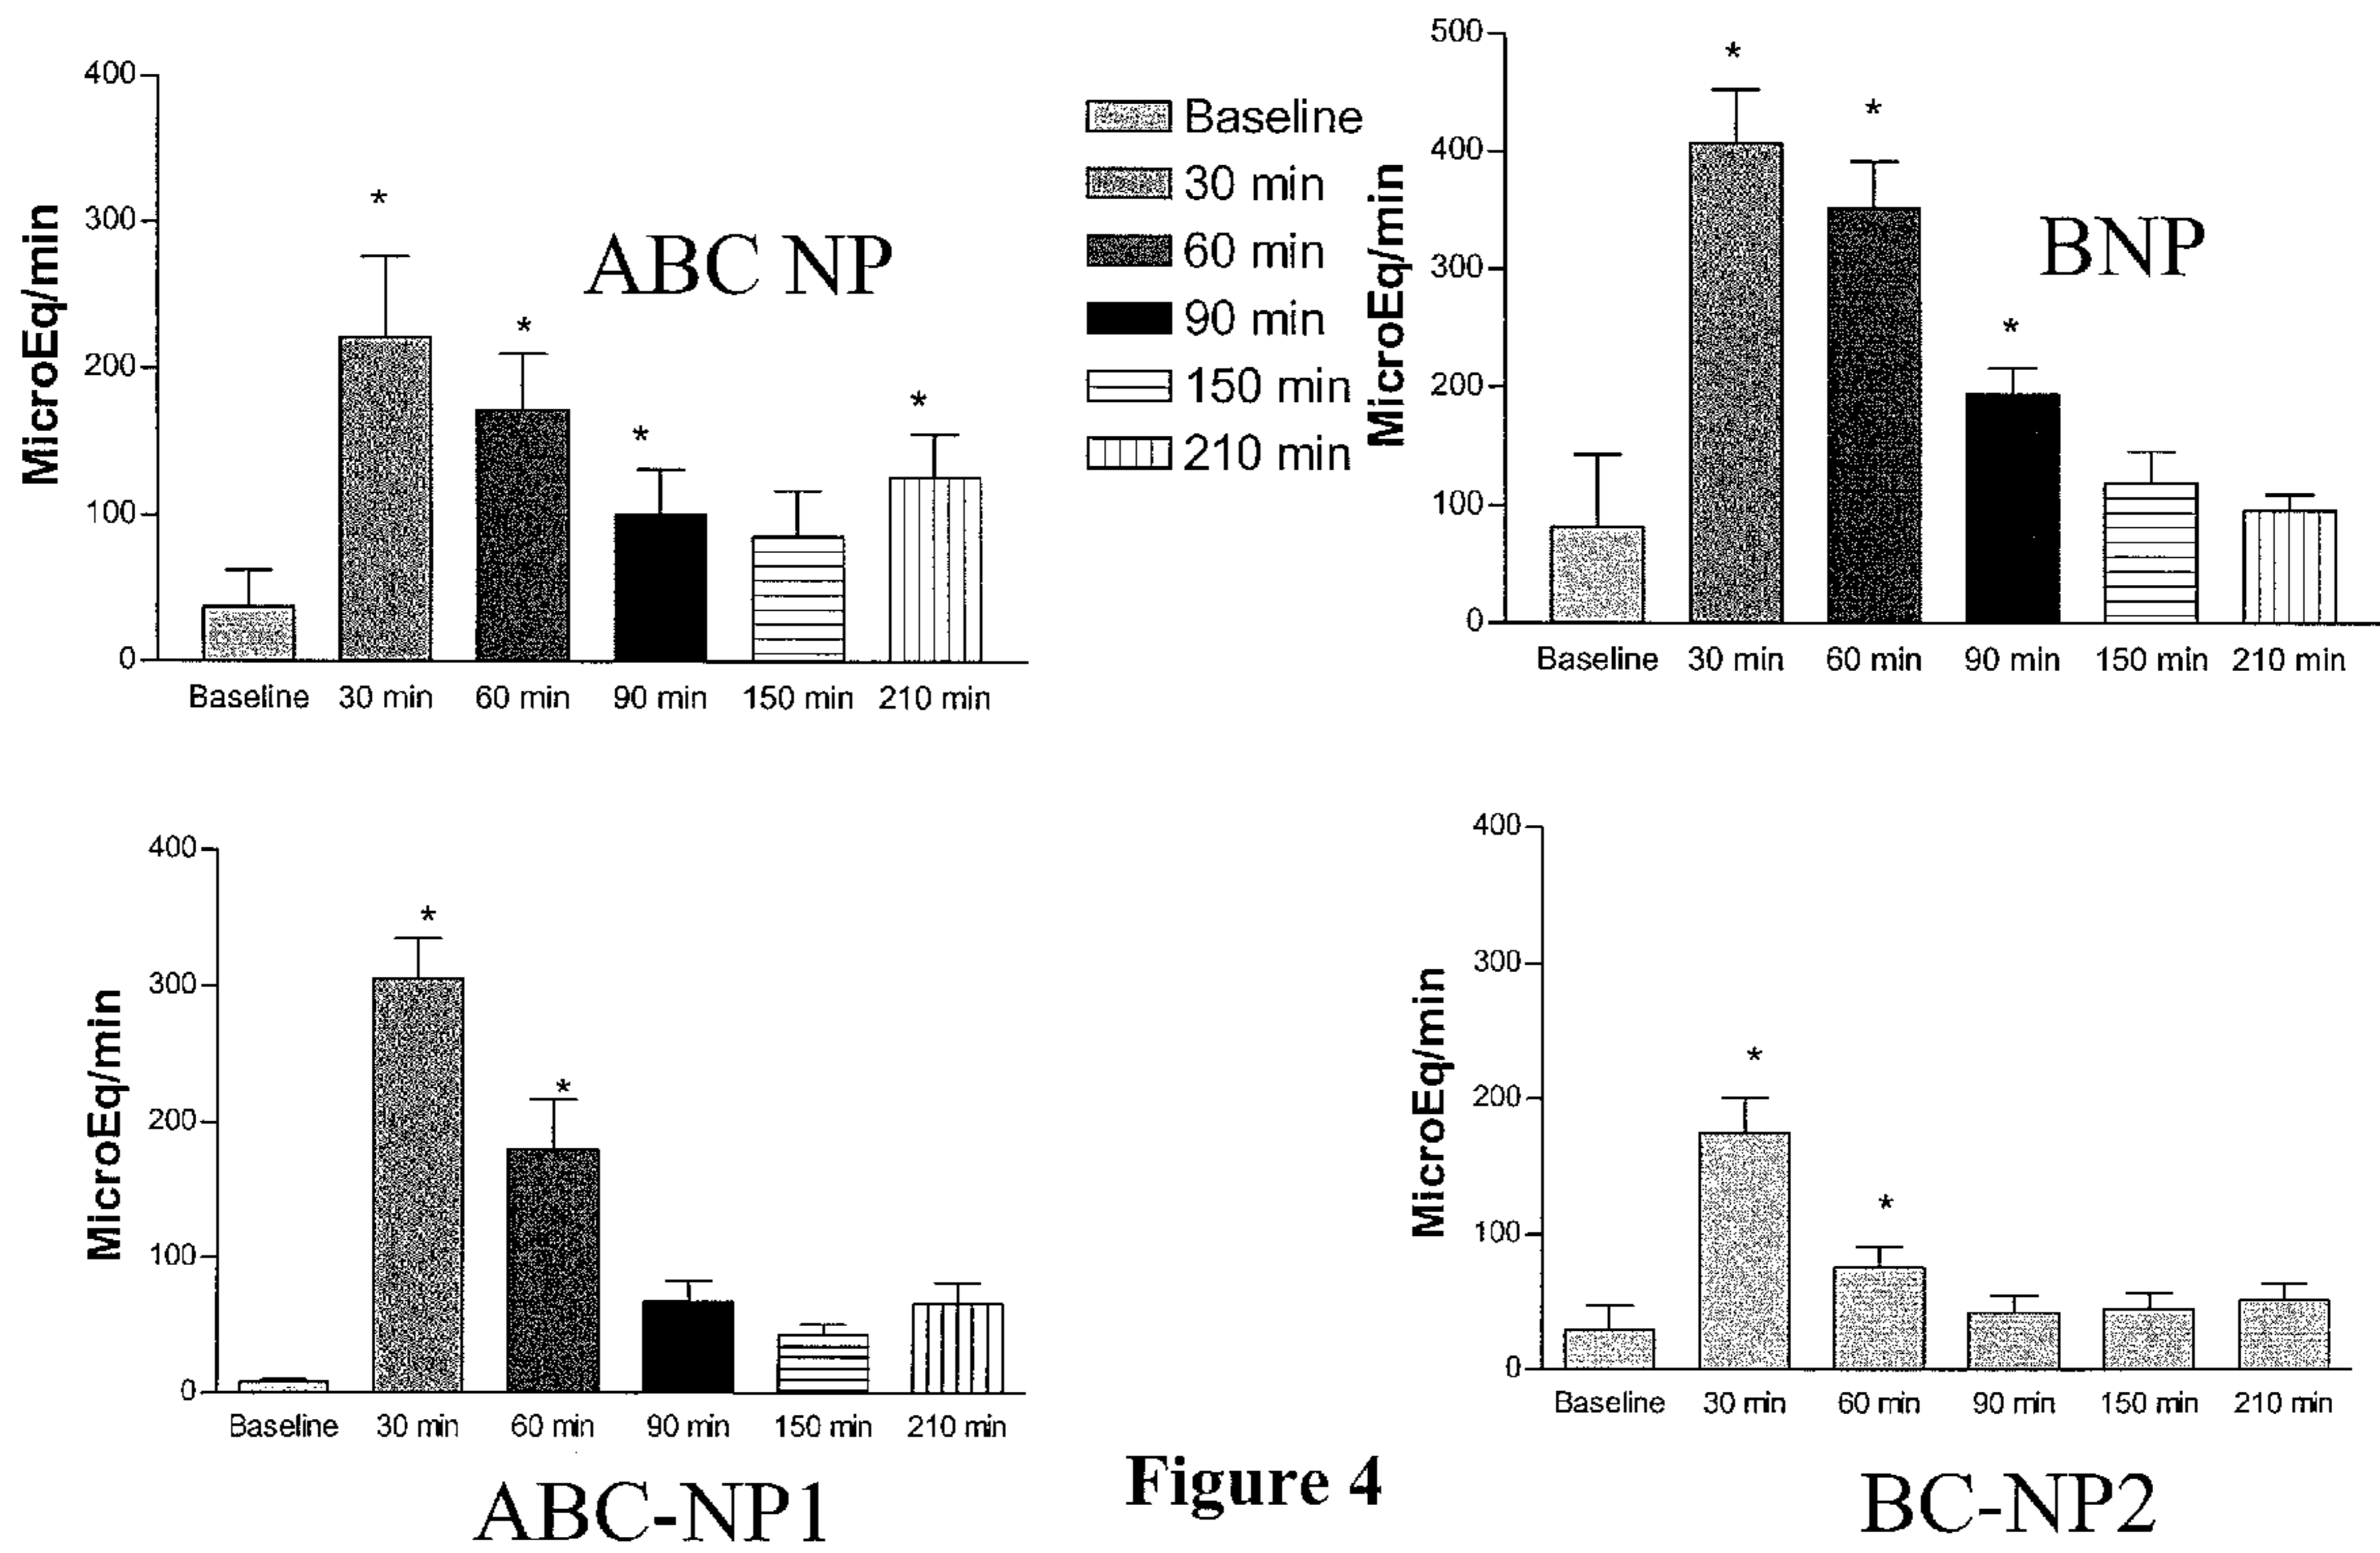 400
300
200
100
0
MicroEq/min
*
*
*
*
ABC NP
Baseline
30 min
60 min
90 min
150 min
210 min
Baseline
30 min
60 min
90 min
150 min
210 min
500
400
300
200
100
0
MicroEq/min
*
*
*
BNP
Baseline
30 min
60 min
90 min
150 min
210 min
400
300
200
100
0
MicroEq/min
*
*
Baseline
30 min
60 min
90 min
150 min
210 min
ABC-NP1
400
300
200
100
0
MicroEq/min
*
*
Baseline
30 min
60 min
90 min
150 min
210 min
BC-NP2
Figure 4